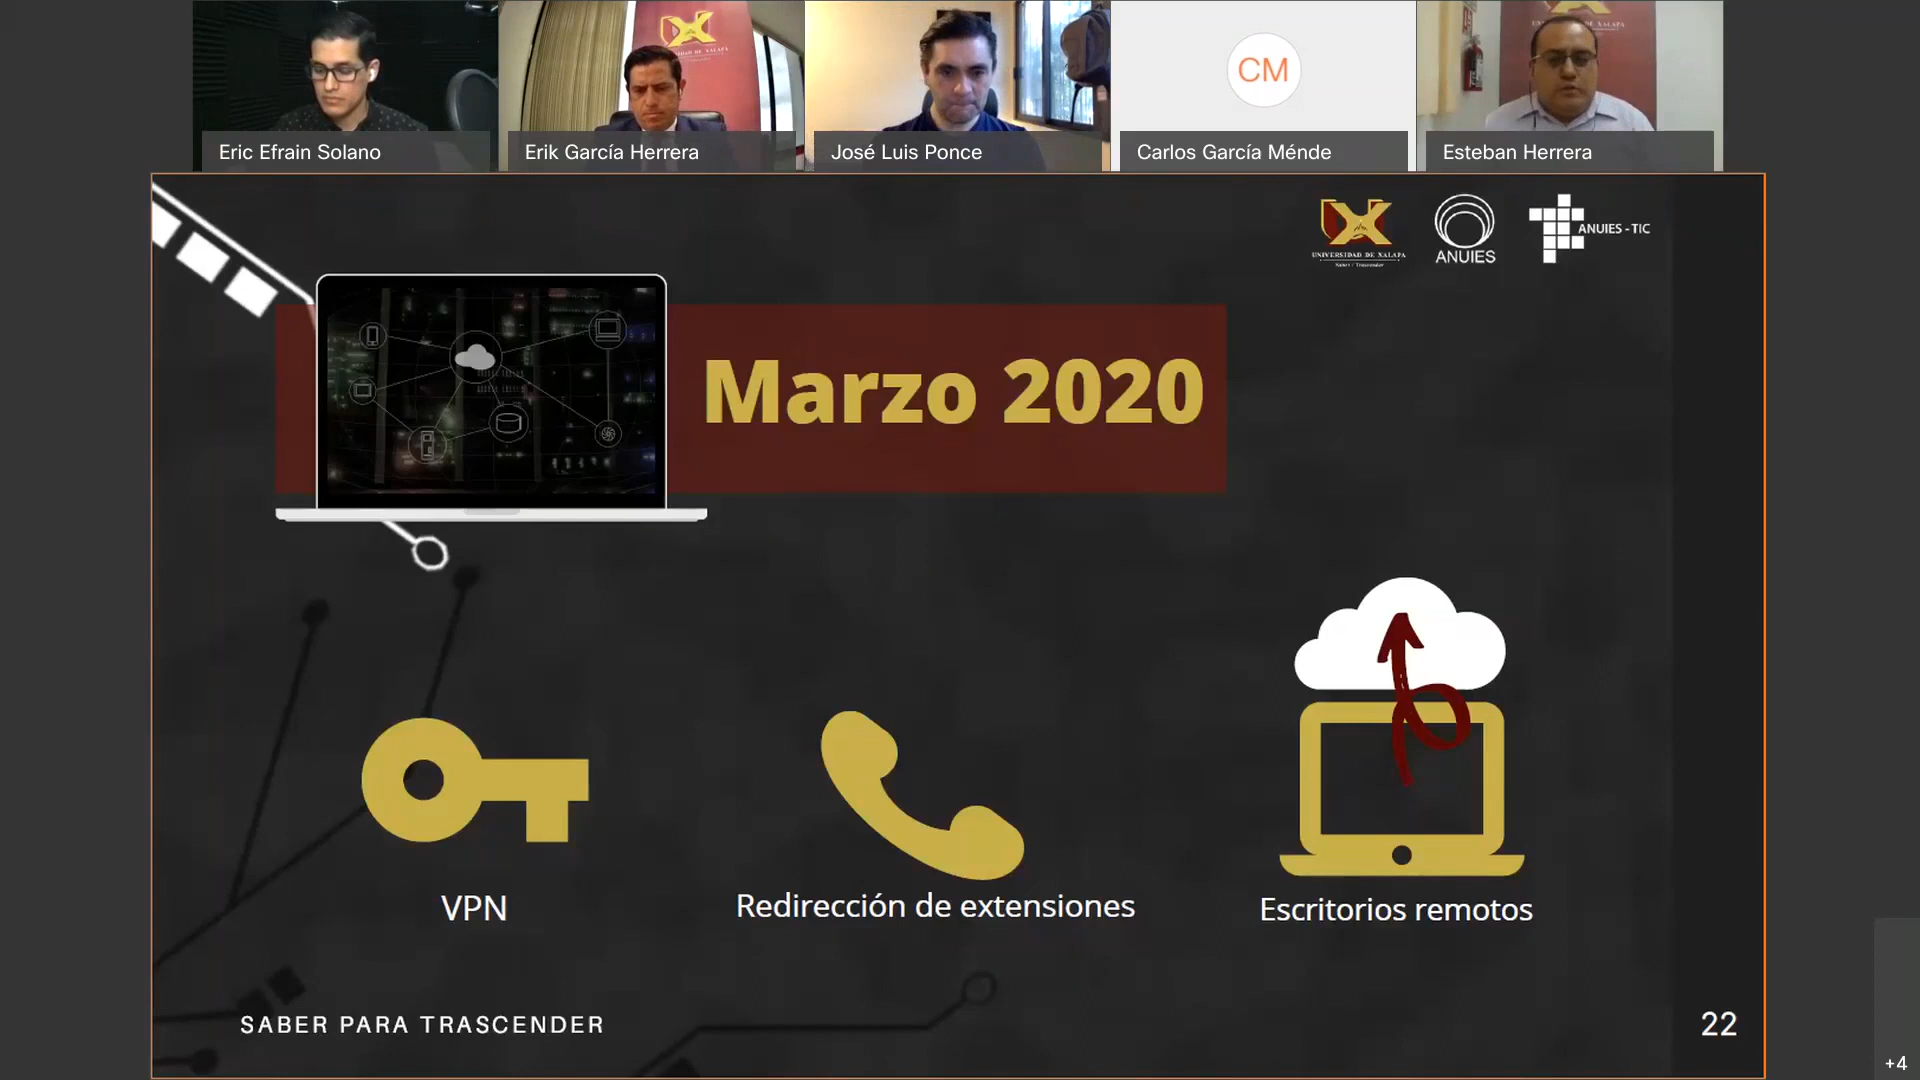 Eric Efrain Solano
Erik García Herrera
José Luis Ponce
CM
Carlos García Ménde
Esteban Herrera
UNIVERSIDAD DE XALAPA
ANUIES
ANUIES - TIC
Marzo 2020
VPN
Redirección de extensiones
Escritorios remotos
SABER PARA TRASCENDER
22
+4